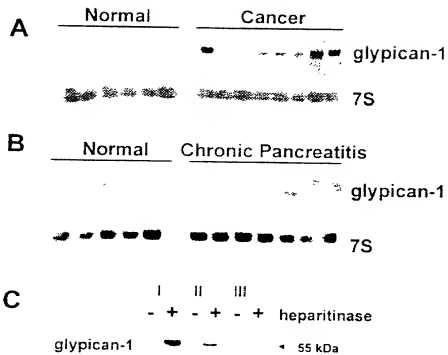 A
Normal Cancer
glypican-1
7S
B
Normal Chronic Pancreatitis
glypican-1
7S
C
I II III
- + - + - + heparitinase
glypican-1 55 kDa